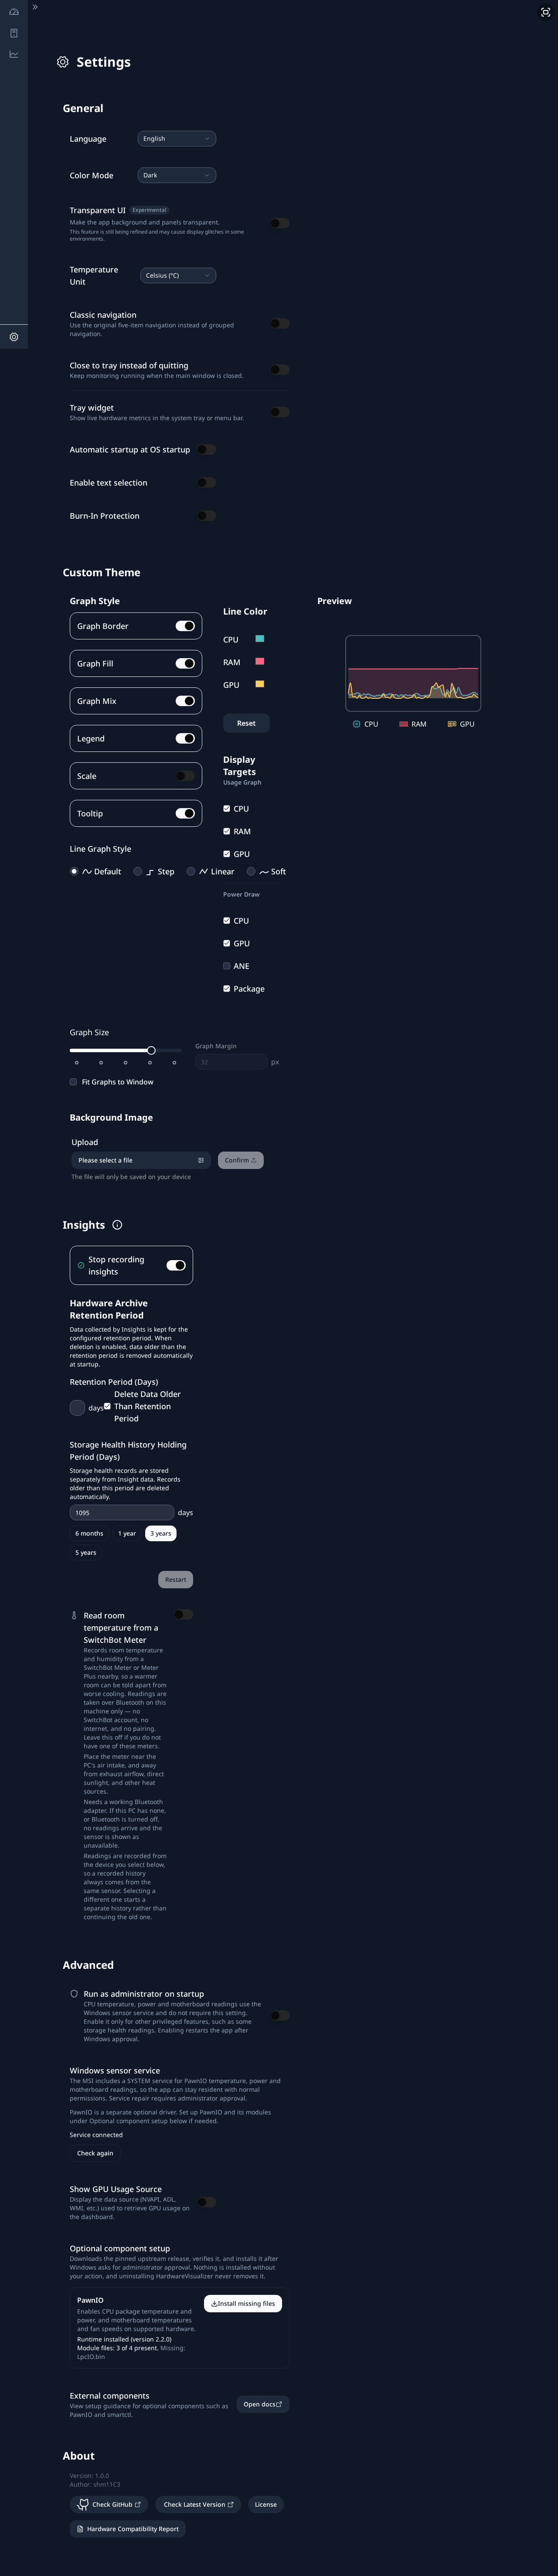 Settings
General
Language
English
Color Mode
Dark
Transparent UI Experimental
Make the app background and panels transparent.
This feature is still being refined and may cause display glitches in some
environments.
Temperature
Unit
Celsius (°C)
Classic navigation
Use the original five-item navigation instead of grouped
navigation.
Close to tray instead of quitting
Keep monitoring running when the main window is closed.
Tray widget
Show live hardware metrics in the system tray or menu bar.
Automatic startup at OS startup
Enable text selection
Burn-In Protection
Custom Theme
Graph Style
Graph Border
Graph Fill
Graph Mix
Legend
Scale
Tooltip
Line Graph Style
Default
Step
Linear
Soft
Line Color
CPU
RAM
GPU
Reset
Display
Targets
Usage Graph
CPU
RAM
GPU
Power Draw
CPU
GPU
ANE
Package
Preview
CPU
RAM
GPU
Graph Size
Graph Margin
32
px
Fit Graphs to Window
Background Image
Upload
Please select a file
Confirm
The file will only be saved on your device
Insights
Stop recording
insights
Hardware Archive
Retention Period
Data collected by Insights is kept for the
configured retention period. When
deletion is enabled, data older than the
retention period is removed automatically
at startup.
Retention Period (Days)
days
Delete Data Older
Than Retention
Period
Storage Health History Holding
Period (Days)
Storage health records are stored
separately from Insight data. Records
older than this period are deleted
automatically.
1095
days
6 months
1 year
3 years
5 years
Restart
Read room
temperature from a
SwitchBot Meter
Records room temperature
and humidity from a
SwitchBot Meter or Meter
Plus nearby, so a warmer
room can be told apart from
worse cooling. Readings are
taken over Bluetooth on this
machine only — no
SwitchBot account, no
internet, and no pairing.
Leave this off if you do not
have one of these meters.
Place the meter near the
PC's air intake, and away
from exhaust airflow, direct
sunlight, and other heat
sources.
Needs a working Bluetooth
adapter. If this PC has none,
or Bluetooth is turned off,
no readings arrive and the
sensor is shown as
unavailable.
Readings are recorded from
the device you select below,
so a recorded history
always comes from the
same sensor. Selecting a
different one starts a
separate history rather than
continuing the old one.
Advanced
Run as administrator on startup
CPU temperature, power and motherboard readings use the
Windows sensor service and do not require this setting.
Enable it only for other privileged features, such as some
storage health readings. Enabling restarts the app after
Windows approval.
Windows sensor service
The MSI includes a SYSTEM service for PawnIO temperature, power and
motherboard readings, so the app can stay resident with normal
permissions. Service repair requires administrator approval.
PawnIO is a separate optional driver. Set up PawnIO and its modules
under Optional component setup below if needed.
Service connected
Check again
Show GPU Usage Source
Display the data source (NVAPI, ADL,
WMI, etc.) used to retrieve GPU usage on
the dashboard.
Optional component setup
Downloads the pinned upstream release, verifies it, and installs it after
Windows asks for administrator approval. Nothing is installed without
your action, and uninstalling HardwareVisualizer never removes it.
PawnIO
Enables CPU package temperature and
power, and motherboard temperatures
and fan speeds on supported hardware.
Runtime installed (version 2.2.0)
Module files: 3 of 4 present. Missing:
LpcIO.bin
Install missing files
External components
View setup guidance for optional components such as
PawnIO and smartctl.
Open docs
About
Version: 1.0.0
Author: shm11C3
Check GitHub
Check Latest Version
License
Hardware Compatibility Report